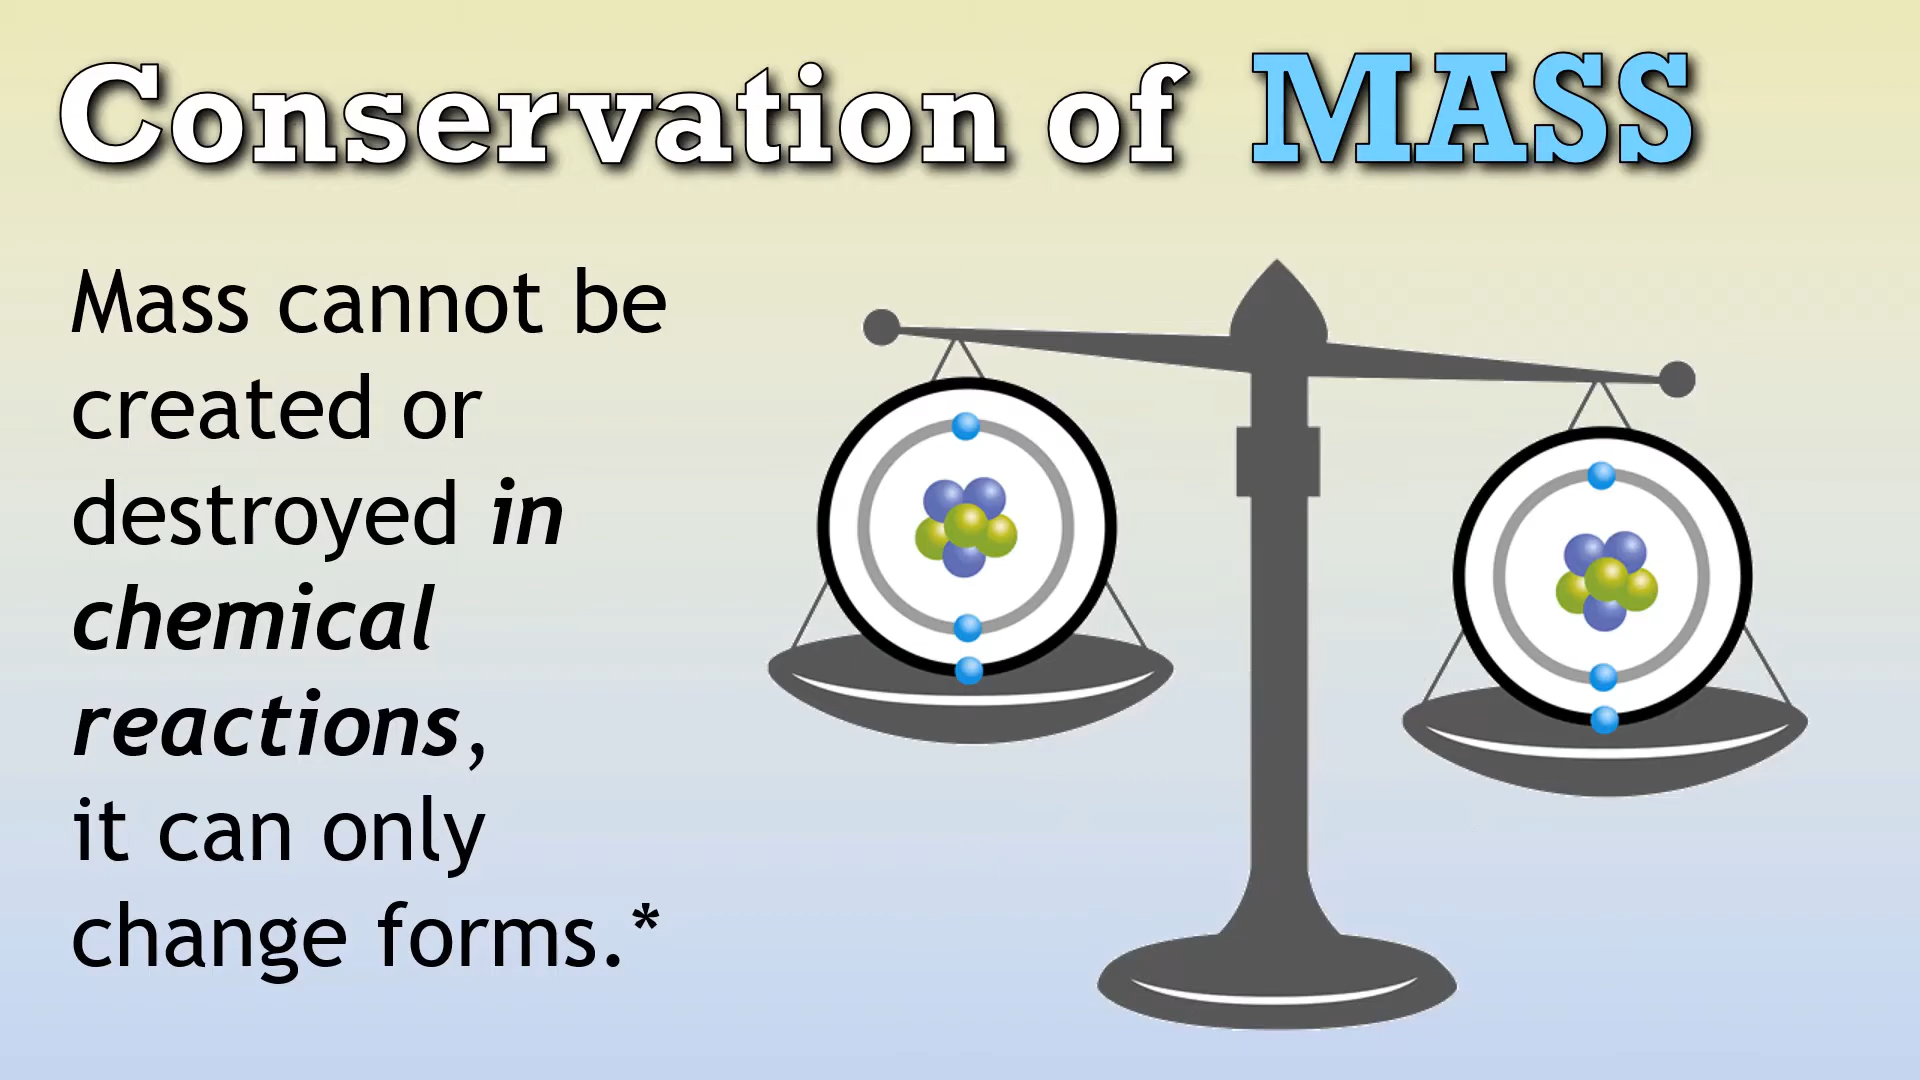 Conservation of MASS
Mass cannot be
created or
destroyed in
chemical
reactions,
it can only
change forms.*